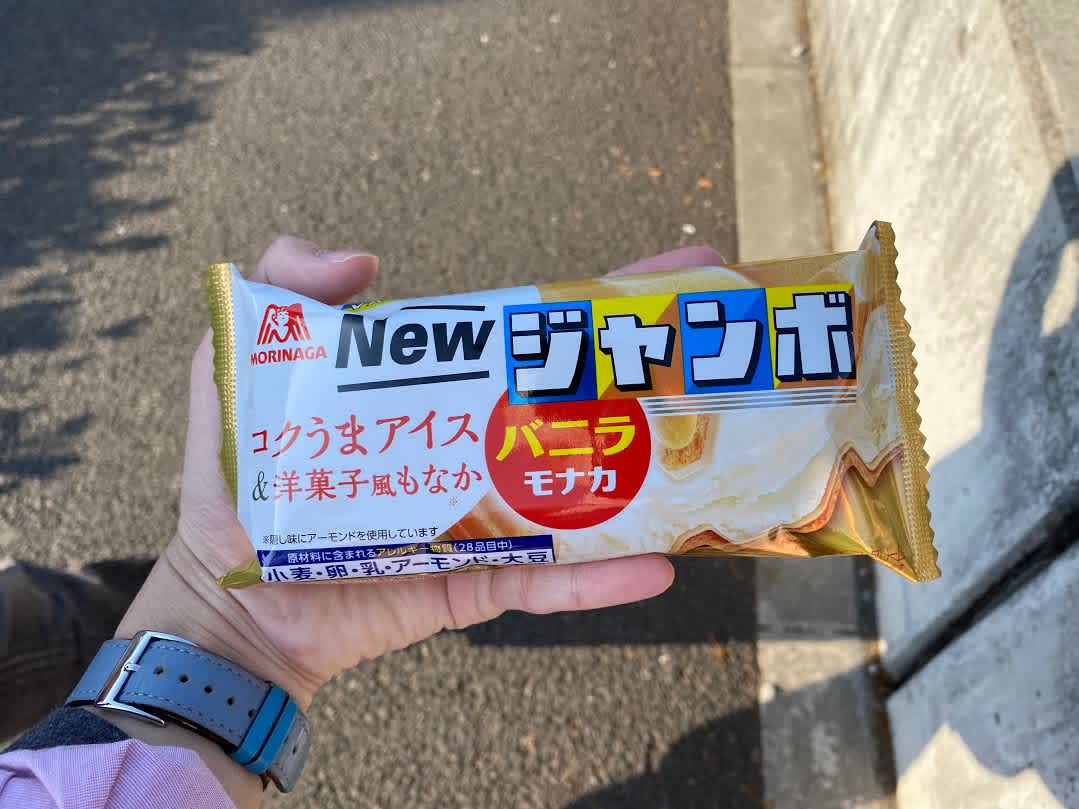 MORINAGA
New ジャンボ
バニラ
モナカ
コクうまアイス
&洋菓子風もなか※
※隠し味にアーモンドを使用しています
原材料に含まれるアレルギー物質(28品目中)
小麦・卵・乳・アーモンド・大豆